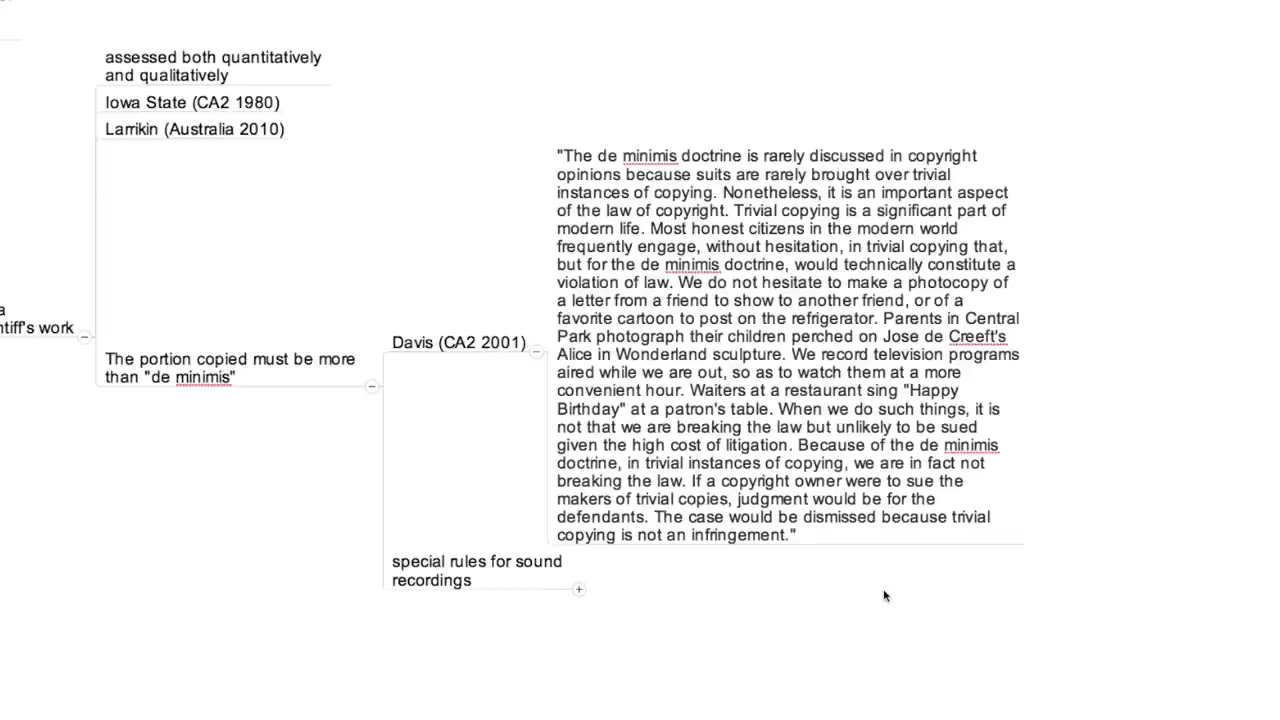 assessed both quantitatively
and qualitatively
Iowa State (CA2 1980)
Larrikin (Australia 2010)
a
ntiff's work
The portion copied must be more
than "de minimis"
Davis (CA2 2001)
"The de minimis doctrine is rarely discussed in copyright
opinions because suits are rarely brought over trivial
instances of copying. Nonetheless, it is an important aspect
of the law of copyright. Trivial copying is a significant part of
modern life. Most honest citizens in the modern world
frequently engage, without hesitation, in trivial copying that,
but for the de minimis doctrine, would technically constitute a
violation of law. We do not hesitate to make a photocopy of
a letter from a friend to show to another friend, or of a
favorite cartoon to post on the refrigerator. Parents in Central
Park photograph their children perched on Jose de Creeft's
Alice in Wonderland sculpture. We record television programs
aired while we are out, so as to watch them at a more
convenient hour. Waiters at a restaurant sing "Happy
Birthday" at a patron's table. When we do such things, it is
not that we are breaking the law but unlikely to be sued
given the high cost of litigation. Because of the de minimis
doctrine, in trivial instances of copying, we are in fact not
breaking the law. If a copyright owner were to sue the
makers of trivial copies, judgment would be for the
defendants. The case would be dismissed because trivial
copying is not an infringement."
special rules for sound
recordings